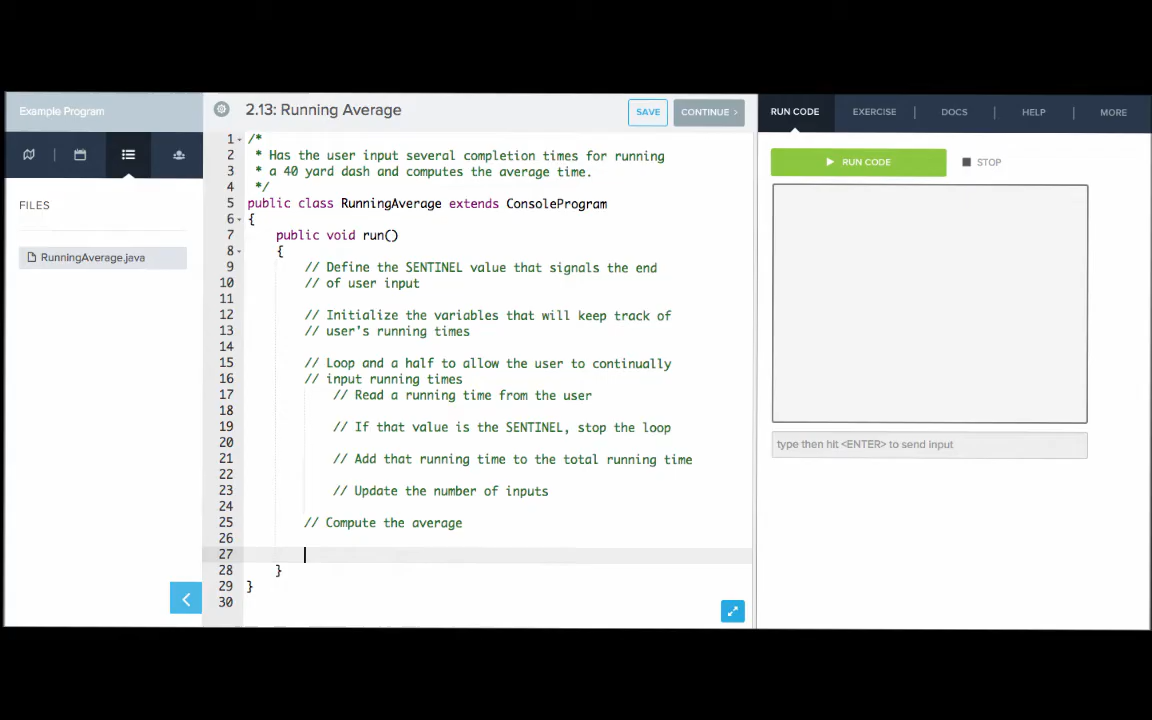 Example Program
2.13: Running Average
SAVE
CONTINUE >
RUN CODE
EXERCISE
DOCS
HELP
MORE
FILES
RunningAverage.java
1 /*
2 * Has the user input several completion times for running
3 * a 40 yard dash and computes the average time.
4 */
5 public class RunningAverage extends ConsoleProgram
6 {
7 public void run()
8 {
9 // Define the SENTINEL value that signals the end
10 // of user input
11
12 // Initialize the variables that will keep track of
13 // user's running times
14
15 // Loop and a half to allow the user to continually
16 // input running times
17 // Read a running time from the user
18
19 // If that value is the SENTINEL, stop the loop
20
21 // Add that running time to the total running time
22
23 // Update the number of inputs
24
25 // Compute the average
26
27
28 }
29 }
30
RUN CODE
STOP
type then hit <ENTER> to send input